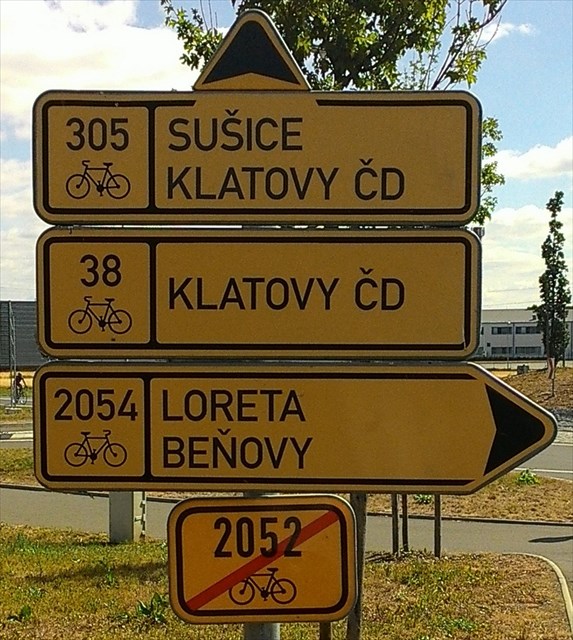 305
SUŠICE
KLATOVY ČD
38
KLATOVY ČD
2054
LORETA
BEŇOVY
2052